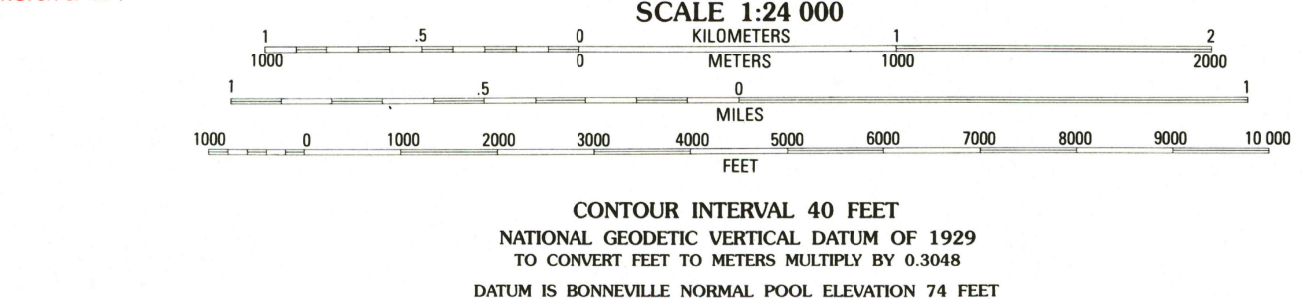 SCALE 1:24 000
1 .5 0 KILOMETERS 1 2
1000 0 METERS 1000 2000
1 .5 0 1
MILES
1000 0 1000 2000 3000 4000 5000 6000 7000 8000 9000 10 000
FEET
CONTOUR INTERVAL 40 FEET
NATIONAL GEODETIC VERTICAL DATUM OF 1929
TO CONVERT FEET TO METERS MULTIPLY BY 0.3048
DATUM IS BONNEVILLE NORMAL POOL ELEVATION 74 FEET